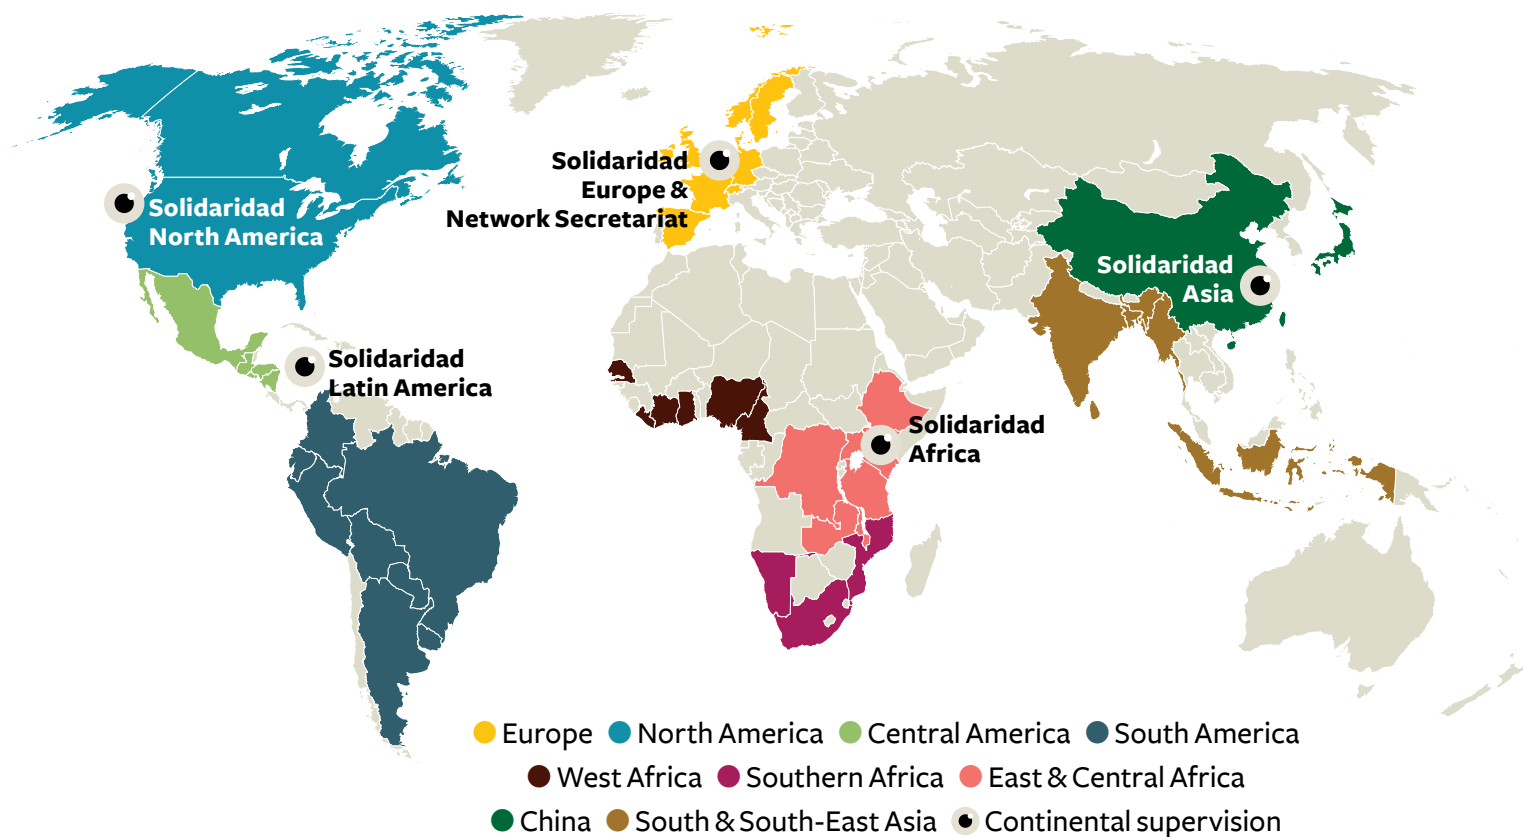 Solidaridad
Europe &
Network Secretariat
Solidaridad
North America
Solidaridad
Asia
Solidaridad
Latin America
Solidaridad
Africa
Europe North America Central America South America
West Africa Southern Africa East & Central Africa
China South & South-East Asia Continental supervision